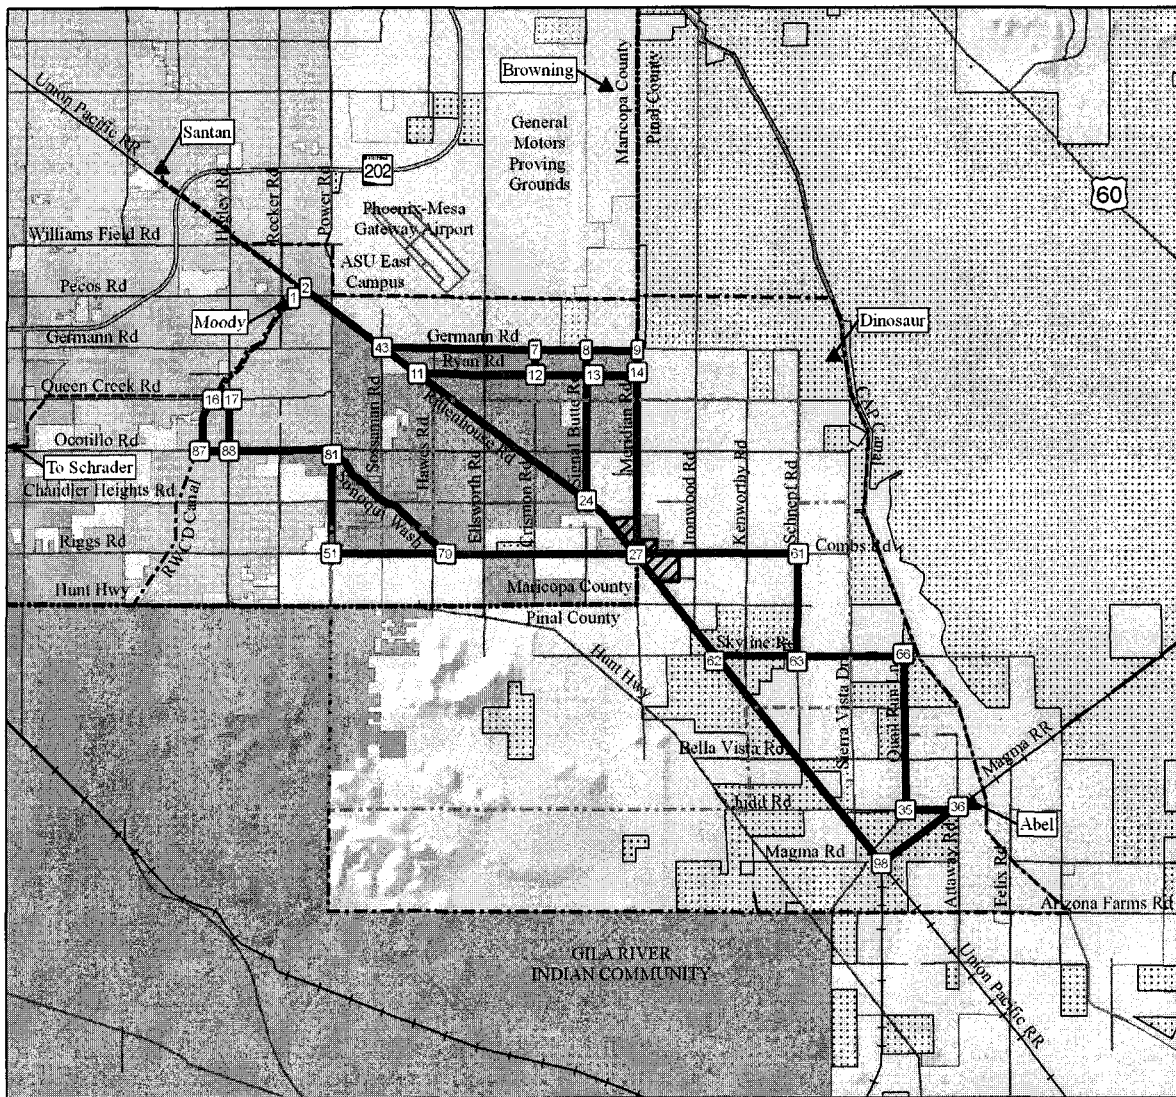 Browning
Maricopa County
Pinal County
Union Pacific RR
Santan
General
Motors
Proving
Grounds
202
60
Higley Rd
Recker Rd
Power Rd
Phoenix-Mesa
Gateway Airport
Williams Field Rd
ASU East
Campus
Pecos Rd
1
2
Moody
Germann Rd
Germann Rd
Dinosaur
43
7
8
9
Ryan Rd
11
12
13
14
Queen Creek Rd
16
17
Sossaman Rd
Hawes Rd
Rittenhouse Rd
Ellsworth Rd
Crismon Rd
Signal Butte Rd
Meridian Rd
Ironwood Rd
Kenworthy Rd
Schnepf Rd
CAP Canal
Ocotillo Rd
To Schrader
87
88
81
Chandler Heights Rd
RWCD Canal
Sonoqui Wash
24
Riggs Rd
51
79
27
61
Combs Rd
Hunt Hwy
Maricopa County
Pinal County
Hunt Hwy
Skyline Rd
62
63
66
Sierra Vista Dr
Quail Run Ln
Bella Vista Rd
Magma RR
Judd Rd
35
36
Abel
Magma Rd
98
Attaway Rd
Felix Rd
Arizona Farms Rd
GILA RIVER
INDIAN COMMUNITY
Union Pacific RR